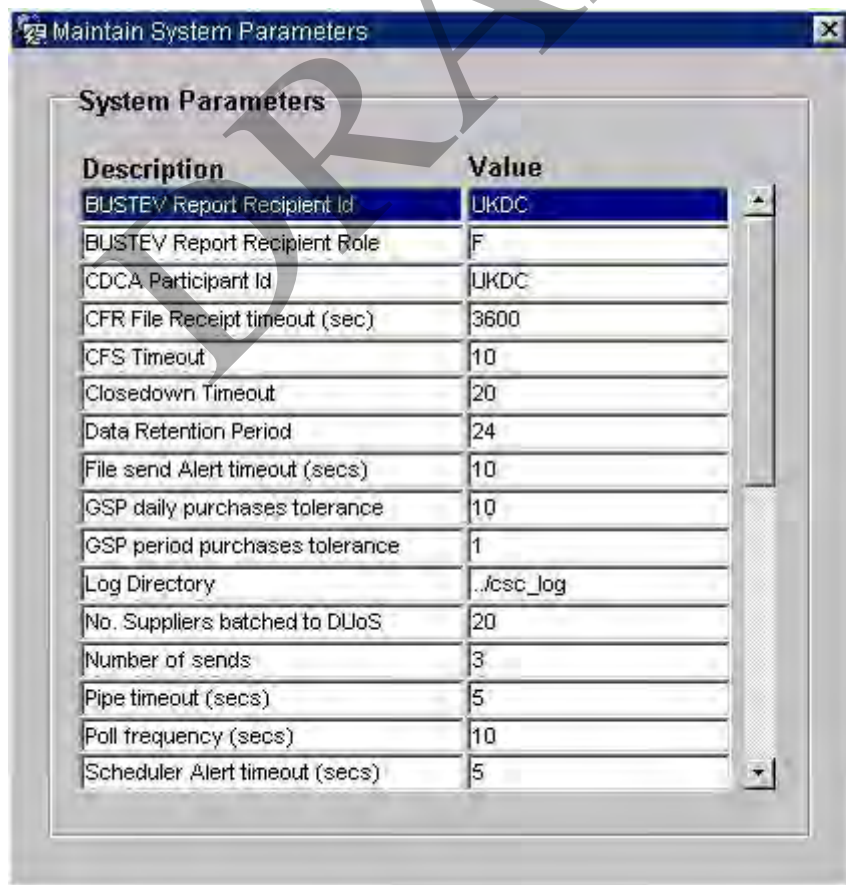 Maintain System Parameters
System Parameters
Description Value
BUSTEV Report Recipient Id UKDC
BUSTEV Report Recipient Role F
CDCA Participant Id UKDC
CFR File Receipt timeout (sec) 3600
CFS Timeout 10
Closedown Timeout 20
Data Retention Period 24
File send Alert timeout (secs) 10
GSP daily purchases tolerance 10
GSP period purchases tolerance 1
Log Directory ../csc_log
No. Suppliers batched to DUoS 20
Number of sends 3
Pipe timeout (secs) 5
Poll frequency (secs) 10
Scheduler Alert timeout (secs) 5
DRA